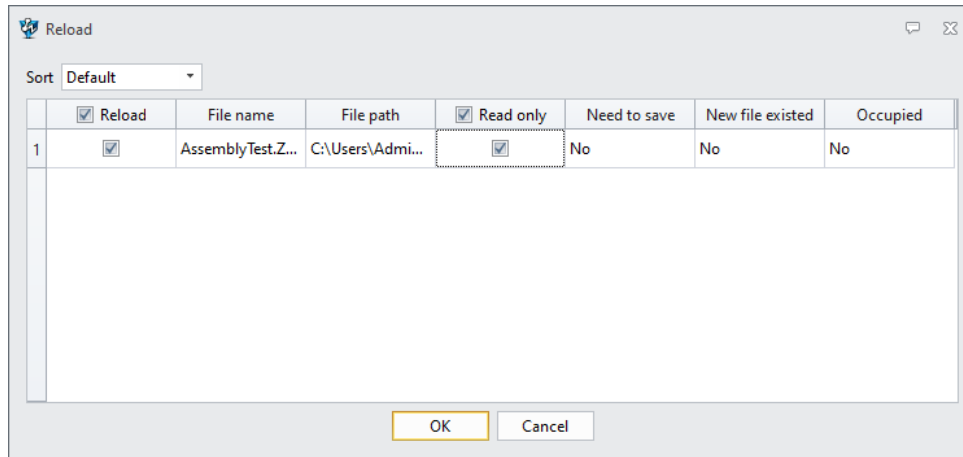 Reload
Sort Default
Reload File name File path Read only Need to save New file existed Occupied
1 AssemblyTest.Z... C:\Users\Admi... No No No
OK Cancel